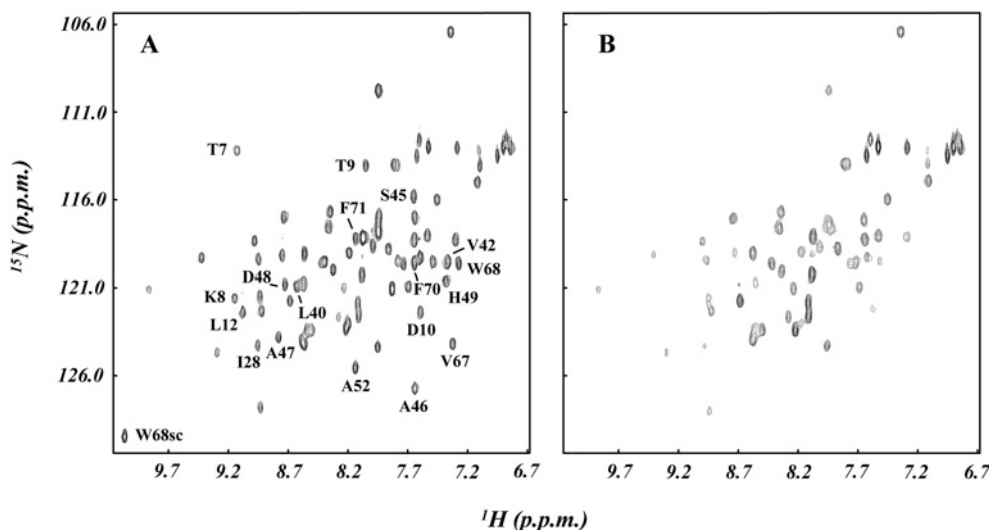 106.0
111.0
116.0
121.0
126.0
¹⁵N (p.p.m.)
A
T7
T9
S45
F71
V42
W68
D48
F70
H49
K8
L40
L12
D10
A47
I28
V67
A52
A46
W68sc
9.7 9.2 8.7 8.2 7.7 7.2 6.7
B
9.7 9.2 8.7 8.2 7.7 7.2 6.7
¹H (p.p.m.)